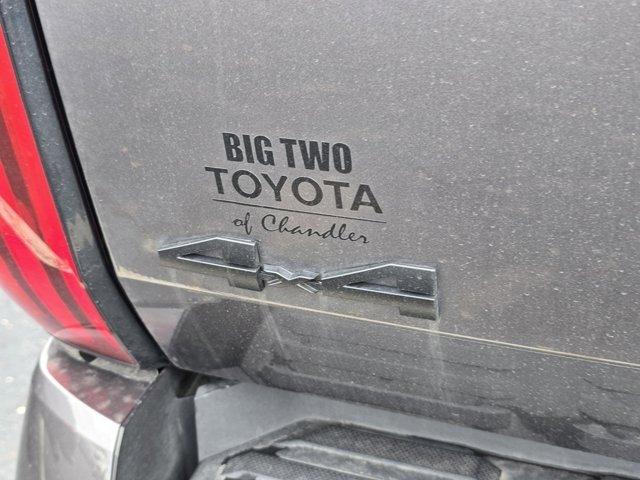 BIG TWO
TOYOTA
of Chandler
4x4